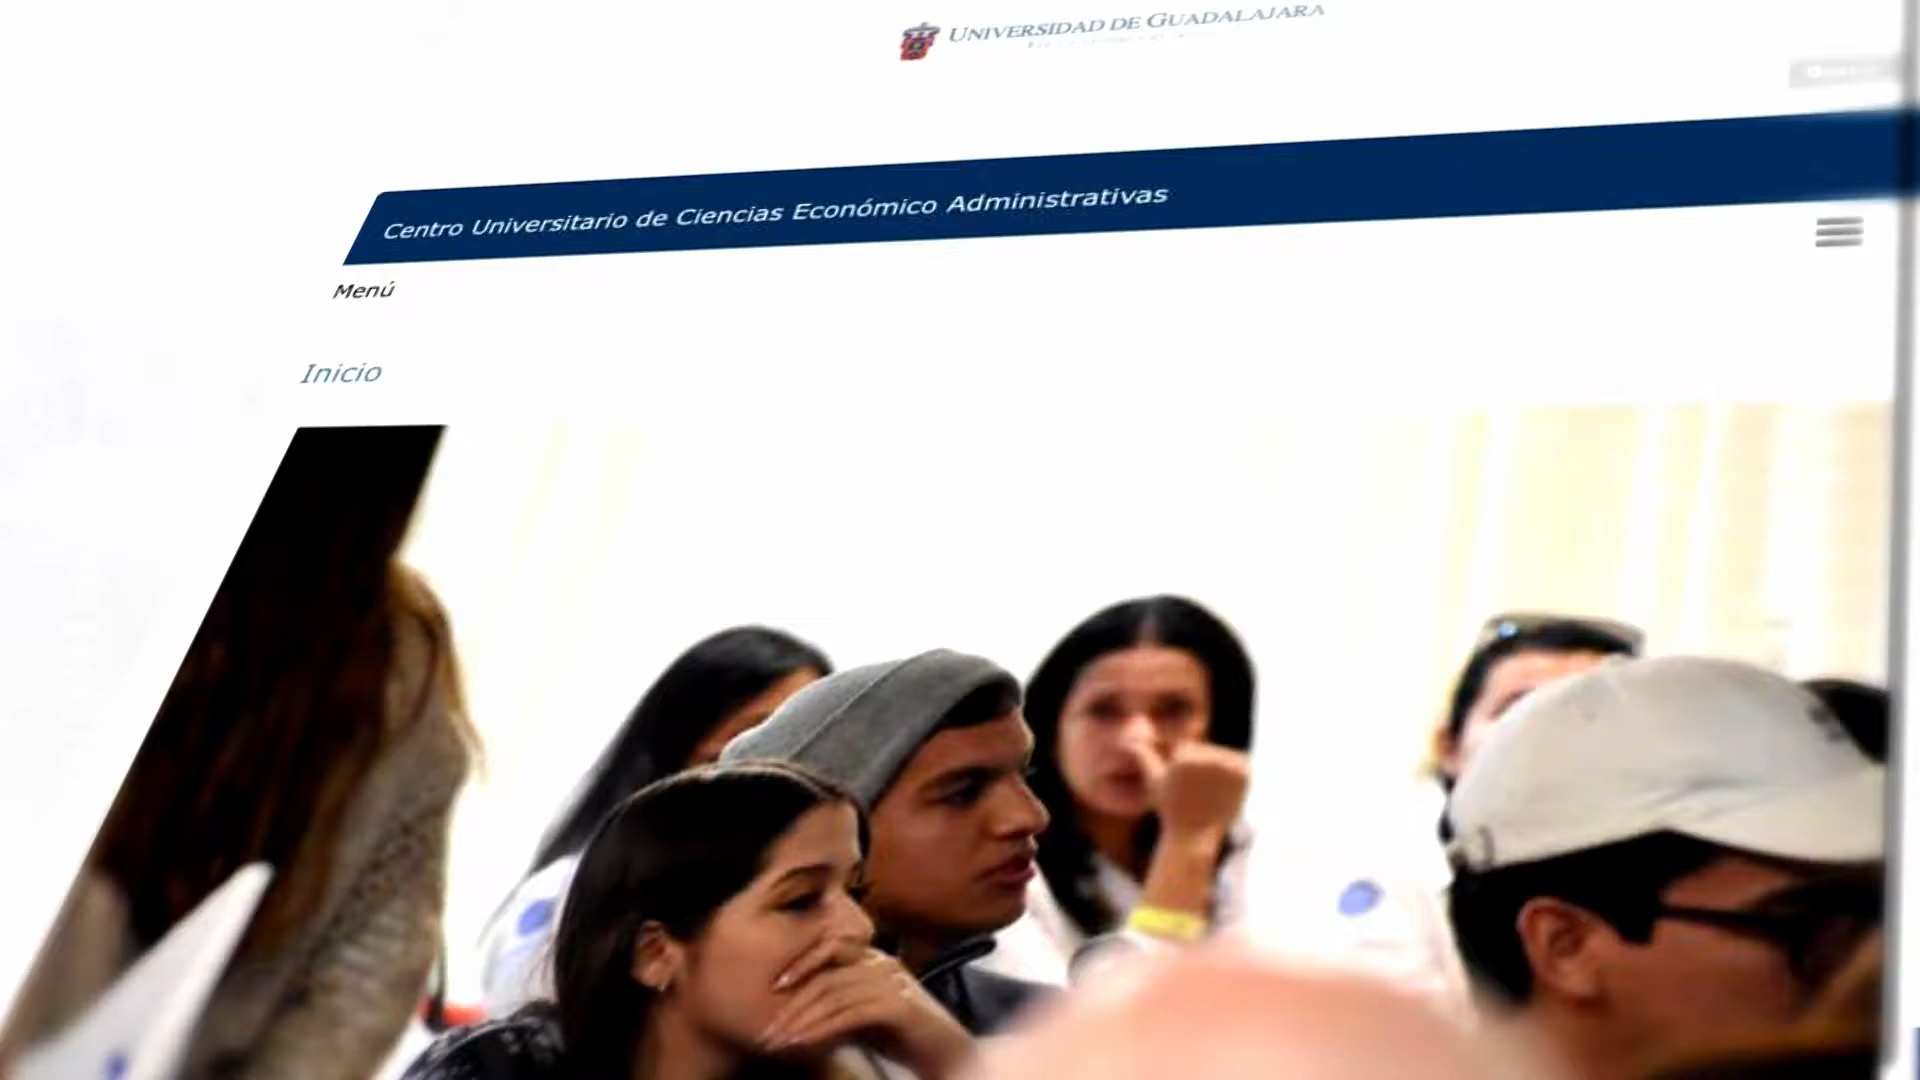 UNIVERSIDAD DE GUADALAJARA
Centro Universitario de Ciencias Económico Administrativas
Menú
Inicio